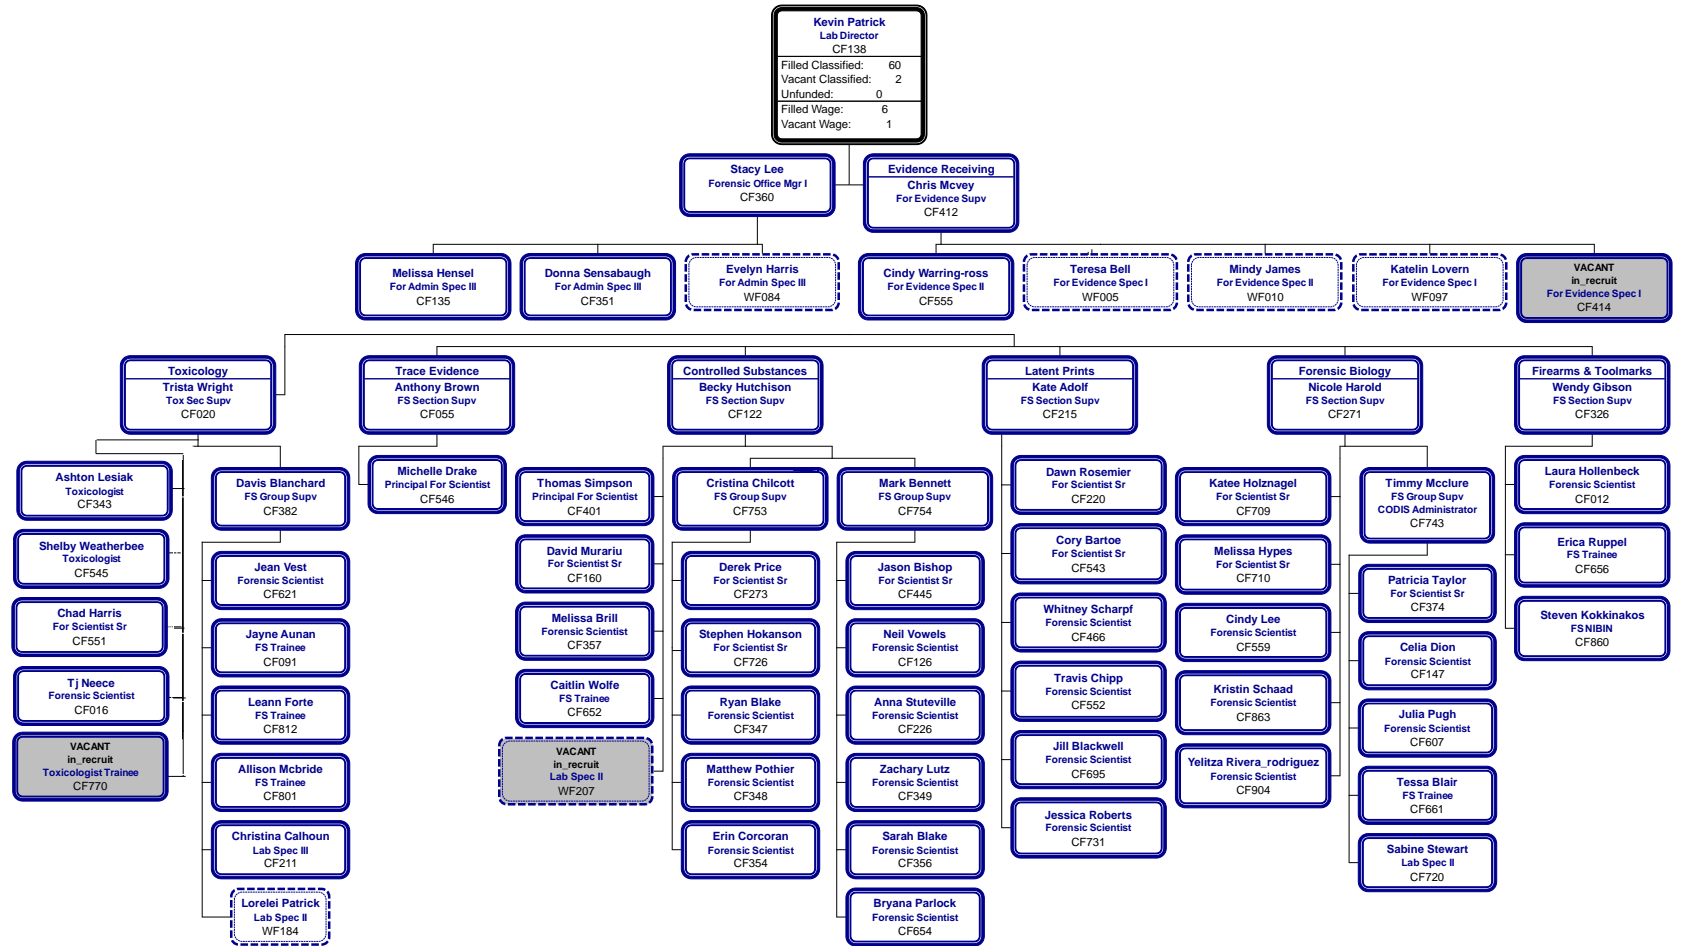 Kevin Patrick
Lab Director
CF138
Filled Classified: 60
Vacant Classified: 2
Unfunded: 0
Filled Wage: 6
Vacant Wage: 1
Stacy Lee
Forensic Office Mgr I
CF360
Evidence Receiving
Chris Mcvey
For Evidence Supv
CF412
Melissa Hensel
For Admin Spec III
CF135
Donna Sensabaugh
For Admin Spec III
CF351
Evelyn Harris
For Admin Spec III
WF084
Cindy Warring-ross
For Evidence Spec II
CF555
Teresa Bell
For Evidence Spec I
WF005
Mindy James
For Evidence Spec II
WF010
Katelin Lovern
For Evidence Spec I
WF097
VACANT
in_recruit
For Evidence Spec I
CF414
Toxicology
Trista Wright
Tox Sec Supv
CF020
Ashton Lesiak
Toxicologist
CF343
Shelby Weatherbee
Toxicologist
CF545
Chad Harris
For Scientist Sr
CF551
Tj Neece
Forensic Scientist
CF016
VACANT
in_recruit
Toxicologist Trainee
CF770
Davis Blanchard
FS Group Supv
CF382
Jean Vest
Forensic Scientist
CF621
Jayne Aunan
FS Trainee
CF091
Leann Forte
FS Trainee
CF812
Allison Mcbride
FS Trainee
CF801
Christina Calhoun
Lab Spec III
CF211
Lorelei Patrick
Lab Spec II
WF184
Trace Evidence
Anthony Brown
FS Section Supv
CF055
Michelle Drake
Principal For Scientist
CF546
Controlled Substances
Becky Hutchison
FS Section Supv
CF122
Thomas Simpson
Principal For Scientist
CF401
David Murariu
For Scientist Sr
CF160
Melissa Brill
Forensic Scientist
CF357
Caitlin Wolfe
FS Trainee
CF652
VACANT
in_recruit
Lab Spec II
WF207
Cristina Chilcott
FS Group Supv
CF753
Derek Price
For Scientist Sr
CF273
Stephen Hokanson
For Scientist Sr
CF726
Ryan Blake
Forensic Scientist
CF347
Matthew Pothier
Forensic Scientist
CF348
Erin Corcoran
Forensic Scientist
CF354
Mark Bennett
FS Group Supv
CF754
Jason Bishop
For Scientist Sr
CF445
Neil Vowels
Forensic Scientist
CF126
Anna Stuteville
Forensic Scientist
CF226
Zachary Lutz
Forensic Scientist
CF349
Sarah Blake
Forensic Scientist
CF356
Bryana Parlock
Forensic Scientist
CF654
Latent Prints
Kate Adolf
FS Section Supv
CF215
Dawn Rosemier
For Scientist Sr
CF220
Cory Bartoe
For Scientist Sr
CF543
Whitney Scharpf
Forensic Scientist
CF466
Travis Chipp
Forensic Scientist
CF552
Jill Blackwell
Forensic Scientist
CF695
Jessica Roberts
Forensic Scientist
CF731
Forensic Biology
Nicole Harold
FS Section Supv
CF271
Katee Holznagel
For Scientist Sr
CF709
Melissa Hypes
For Scientist Sr
CF710
Cindy Lee
Forensic Scientist
CF559
Kristin Schaad
Forensic Scientist
CF863
Yelitza Rivera_rodriguez
Forensic Scientist
CF904
Timmy Mcclure
FS Group Supv
CODIS Administrator
CF743
Patricia Taylor
For Scientist Sr
CF374
Celia Dion
Forensic Scientist
CF147
Julia Pugh
Forensic Scientist
CF607
Tessa Blair
FS Trainee
CF661
Sabine Stewart
Lab Spec II
CF720
Firearms & Toolmarks
Wendy Gibson
FS Section Supv
CF326
Laura Hollenbeck
Forensic Scientist
CF012
Erica Ruppel
FS Trainee
CF656
Steven Kokkinakos
FSNIBIN
CF860